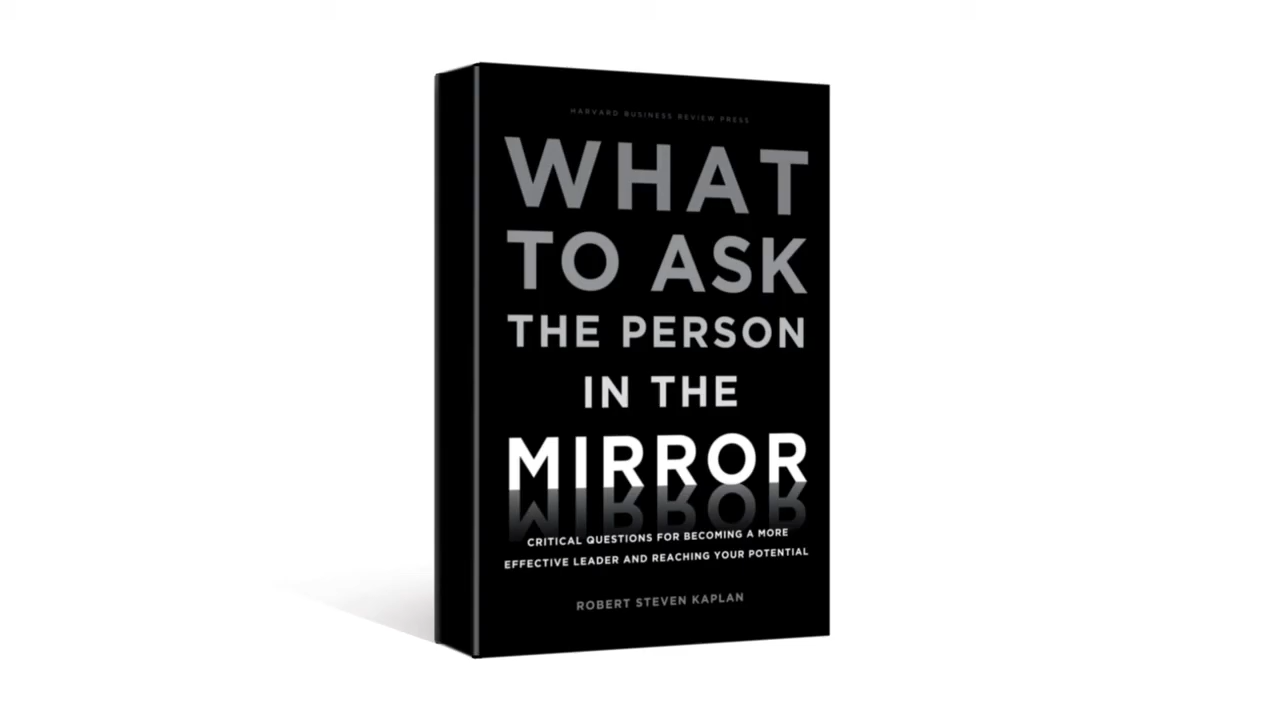 HARVARD BUSINESS REVIEW PRESS
WHAT
TO ASK
THE PERSON
IN THE
MIRROR
CRITICAL QUESTIONS FOR BECOMING A MORE
EFFECTIVE LEADER AND REACHING YOUR POTENTIAL
ROBERT STEVEN KAPLAN